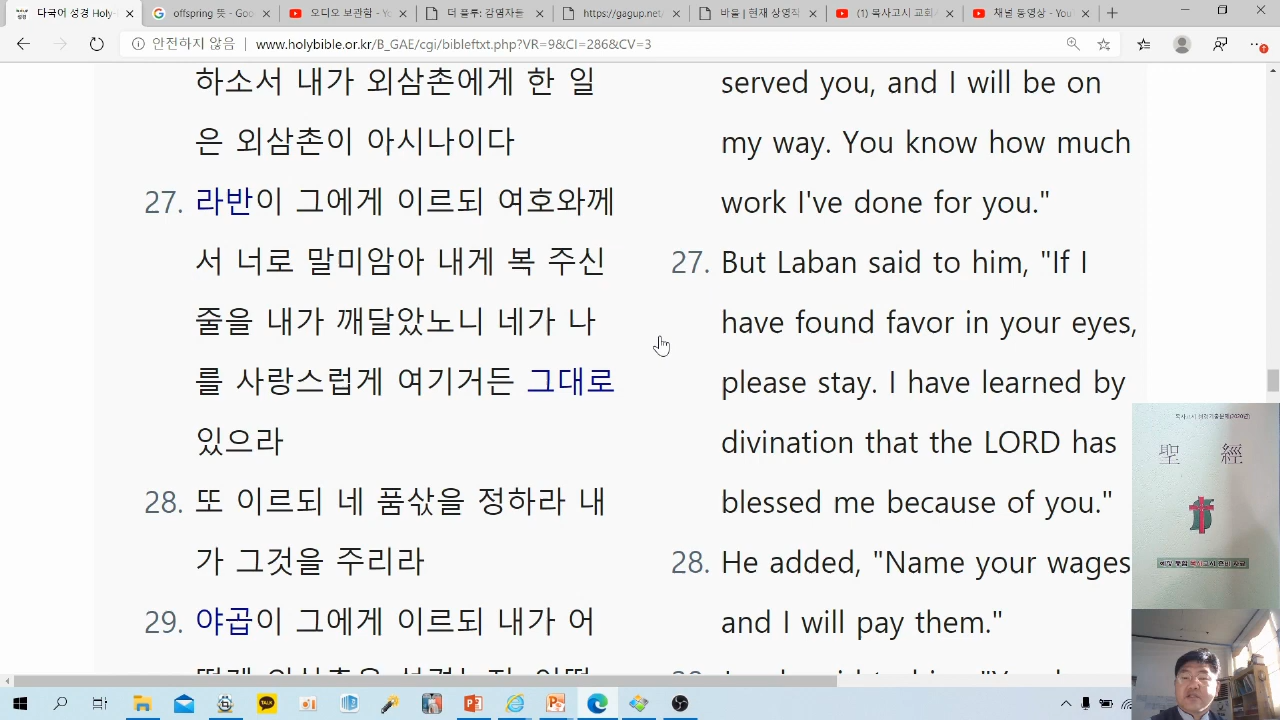 다국어 성경 Holy-
offspring 뜻 - Goo
오디오 보관함 - Yo
더 플루: 감염자들
https://gagup.net/
바울 | 현재 상영작
(1) 목사고시 교회
채널 동영상 - You
안전하지 않음
www.holybible.or.kr/B_GAE/cgi/bibleftxt.php?VR=9&CI=286&CV=3
하소서 내가 외삼촌에게 한 일
은 외삼촌이 아시나이다
27. 라반이 그에게 이르되 여호와께
서 너로 말미암아 내게 복 주신
줄을 내가 깨달았노니 네가 나
를 사랑스럽게 여기거든 그대로
있으라
28. 또 이르되 네 품삯을 정하라 내
가 그것을 주리라
29. 야곱이 그에게 이르되 내가 어
served you, and I will be on
my way. You know how much
work I've done for you."
27. But Laban said to him, "If I
have found favor in your eyes,
please stay. I have learned by
divination that the LORD has
blessed me because of you."
28. He added, "Name your wages
and I will pay them."
聖 經
TALK